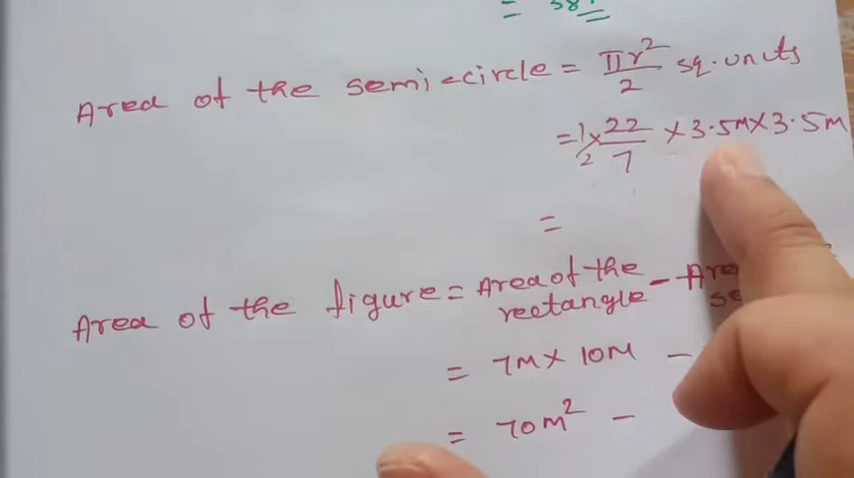 = 38
Area of the semi-circle = πr²/2 sq.units
= 1/2 × 22/7 × 3.5M × 3.5M
=
Area of the figure = Area of the rectangle -
= 7M × 10M -
= 70M² -